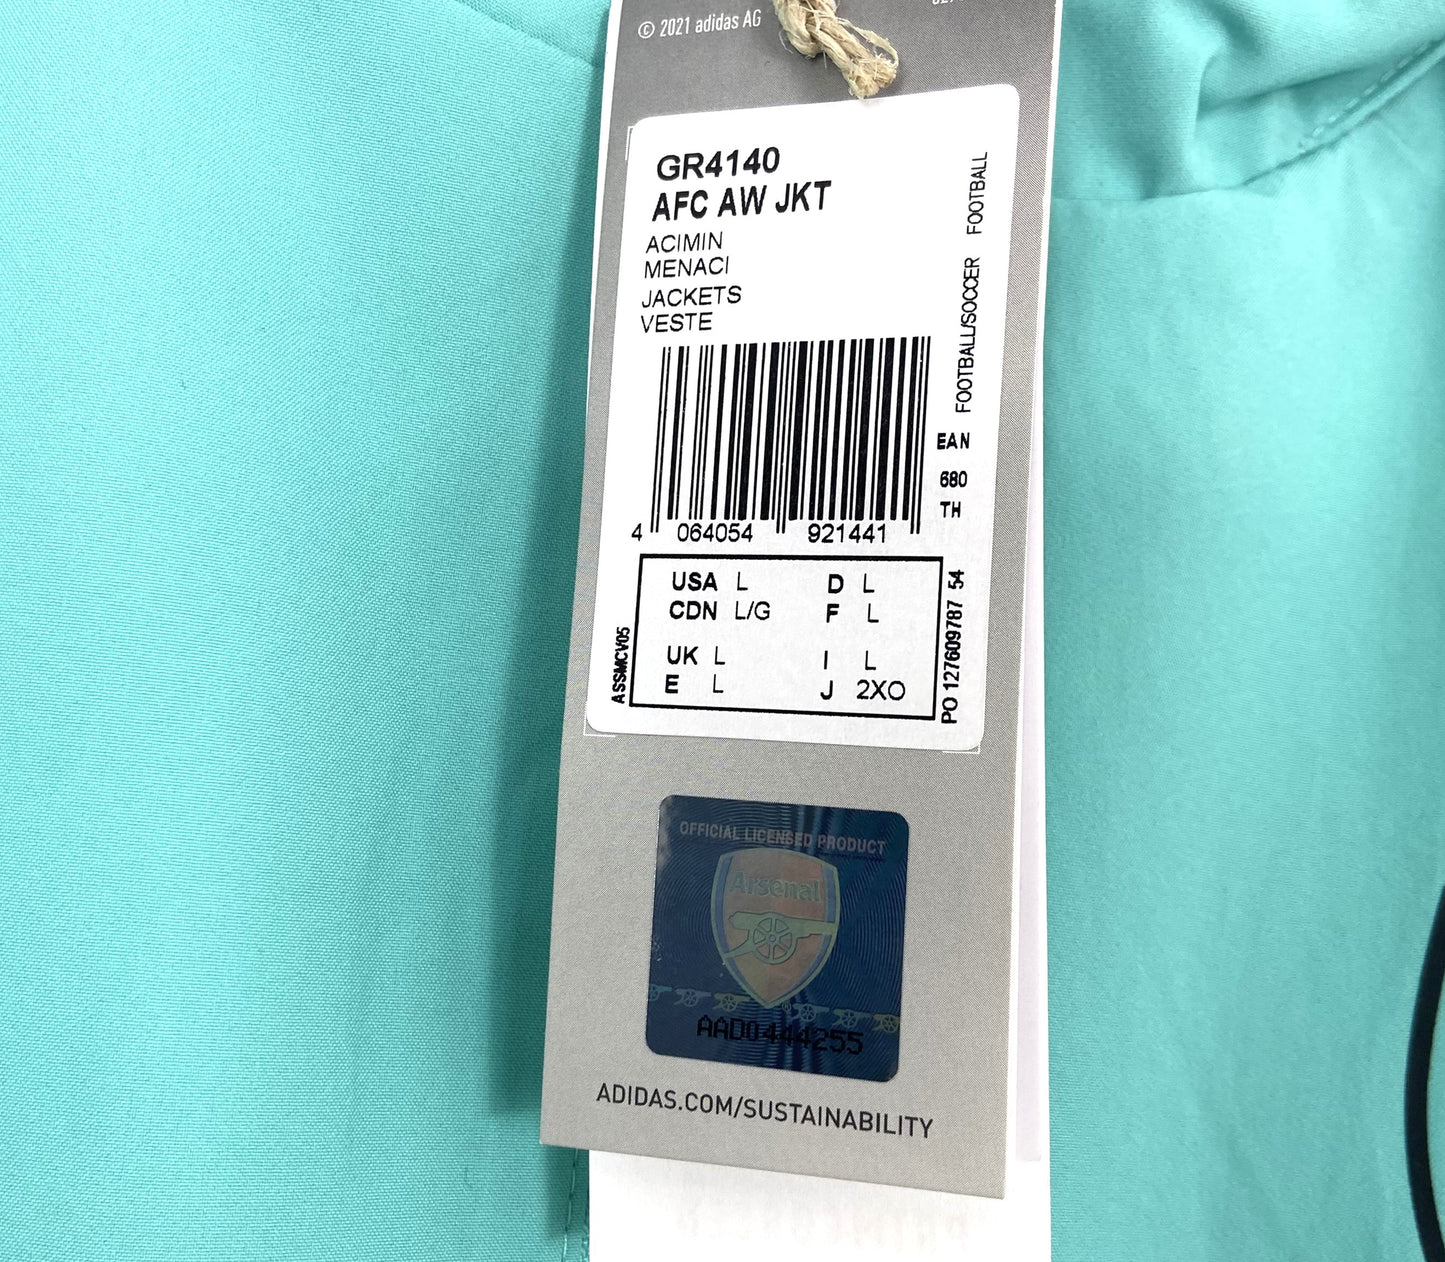 © 2021 adidas AG
GR4140
AFC AW JKT
ACIMIN
MENACI
JACKETS
VESTE
FOOTBALL/SOCCER FOOTBALL
EAN
680
TH
4 064054 921441
USA L D L
CDN L/G F L
UK L I L
E L J 2XO
ASSMCV05
PO 127609787 54
OFFICIAL LICENSED PRODUCT
Arsenal
®
AAD0444255
ADIDAS.COM/SUSTAINABILITY